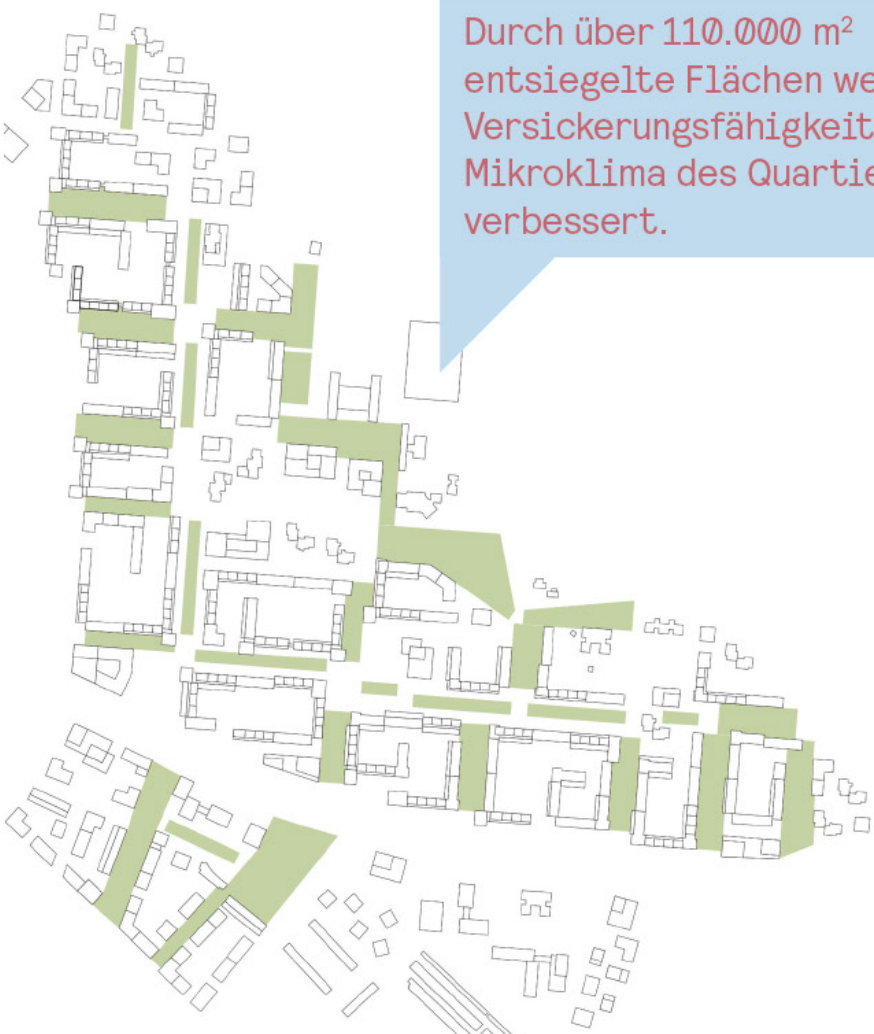 Durch über 110.000 m²
entsiegelte Flächen we
Versickerungsfähigkeit
Mikroklima des Quartie
verbessert.